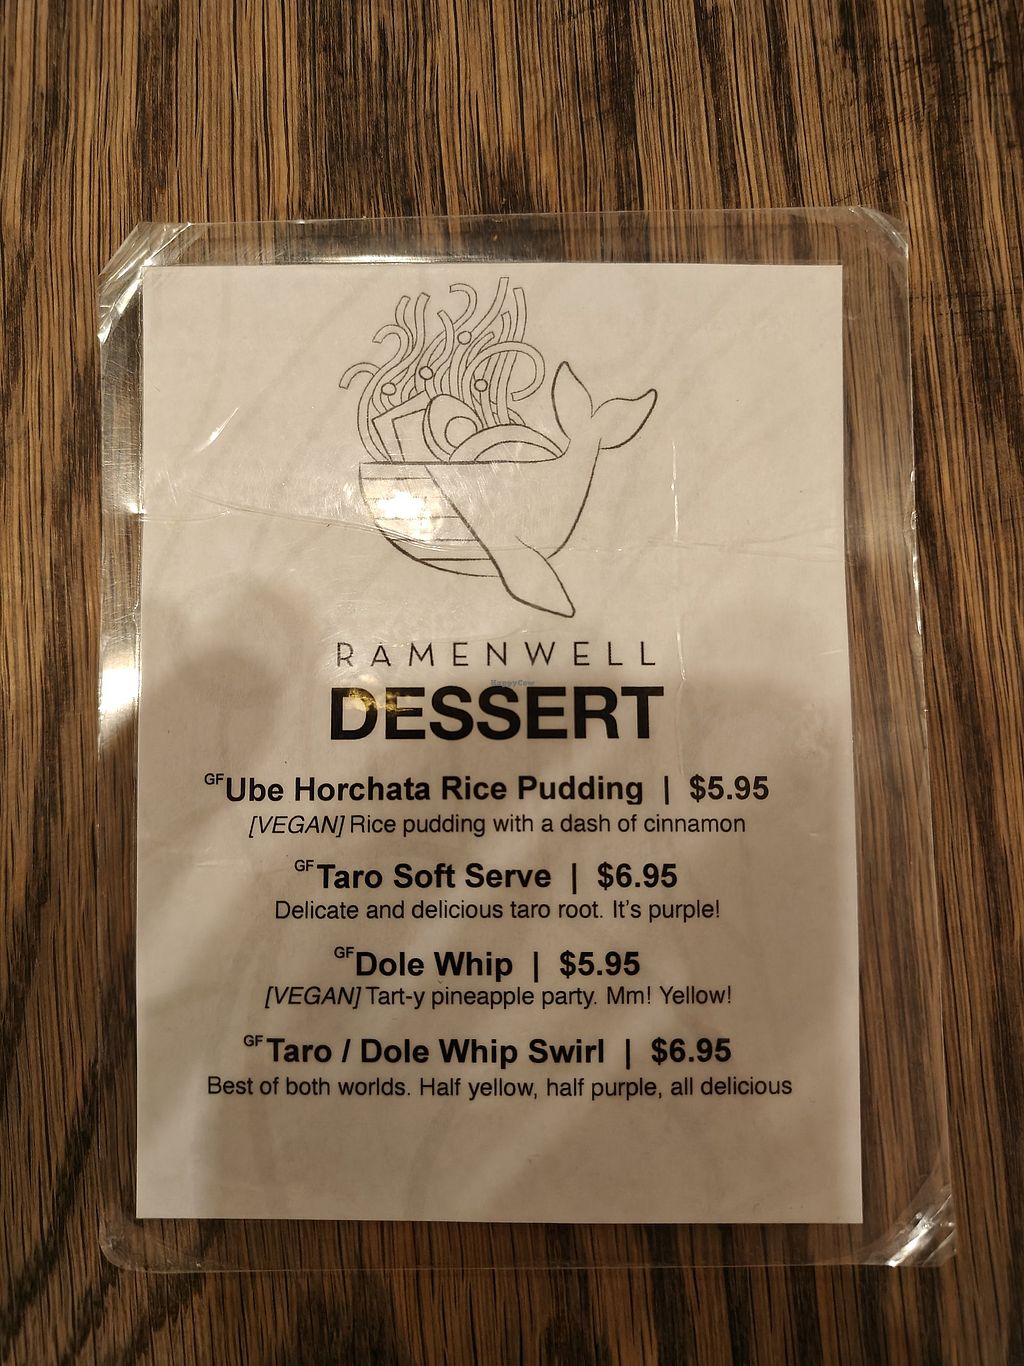 RAMENWELL
HappyCow
DESSERT
GFUbe Horchata Rice Pudding | $5.95
[VEGAN] Rice pudding with a dash of cinnamon
GFTaro Soft Serve | $6.95
Delicate and delicious taro root. It's purple!
GFDole Whip | $5.95
[VEGAN] Tart-y pineapple party. Mm! Yellow!
GFTaro / Dole Whip Swirl | $6.95
Best of both worlds. Half yellow, half purple, all delicious